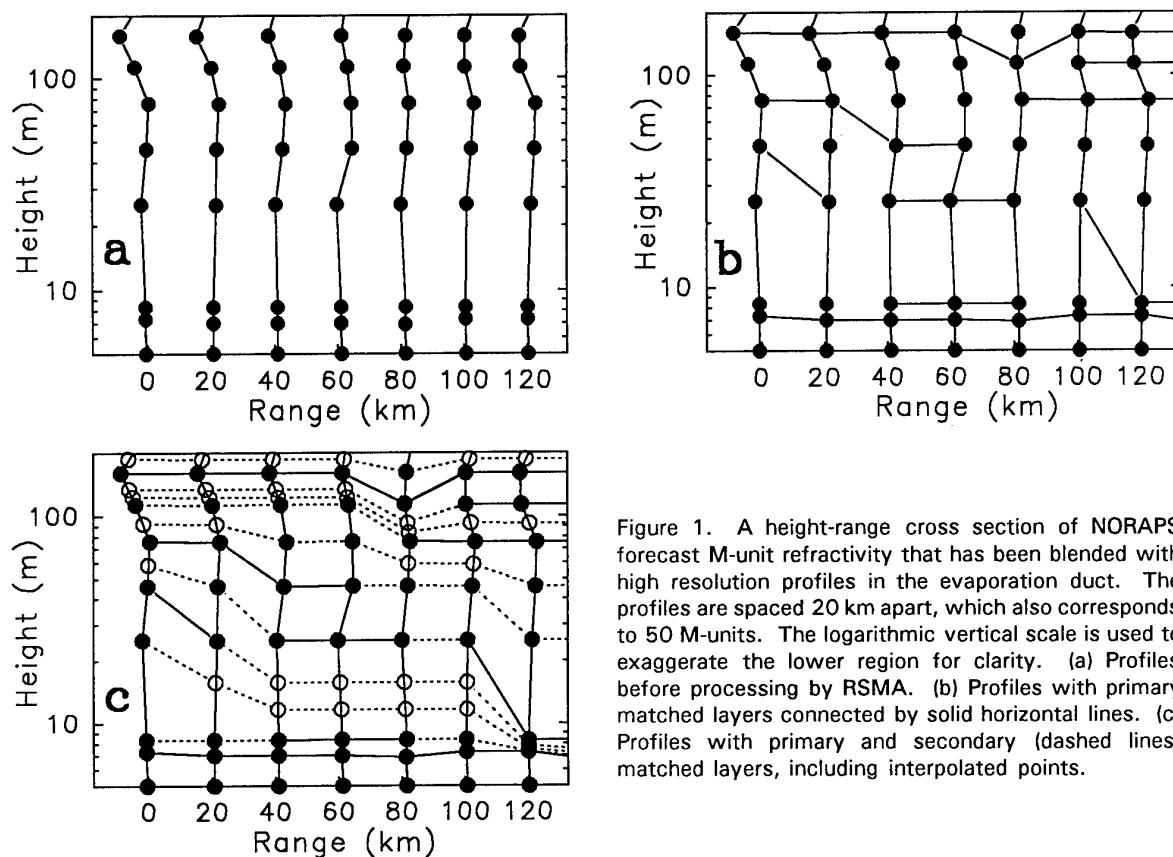 100
10
Height (m)
a
0 20 40 60 80 100 120
Range (km)
100
10
Height (m)
b
0 20 40 60 80 100 120
Range (km)
100
10
Height (m)
c
0 20 40 60 80 100 120
Range (km)
Figure 1. A height-range cross section of NORAPS
forecast M-unit refractivity that has been blended with
high resolution profiles in the evaporation duct. The
profiles are spaced 20 km apart, which also corresponds
to 50 M-units. The logarithmic vertical scale is used to
exaggerate the lower region for clarity. (a) Profiles
before processing by RSMA. (b) Profiles with primary
matched layers connected by solid horizontal lines. (c
Profiles with primary and secondary (dashed lines
matched layers, including interpolated points.